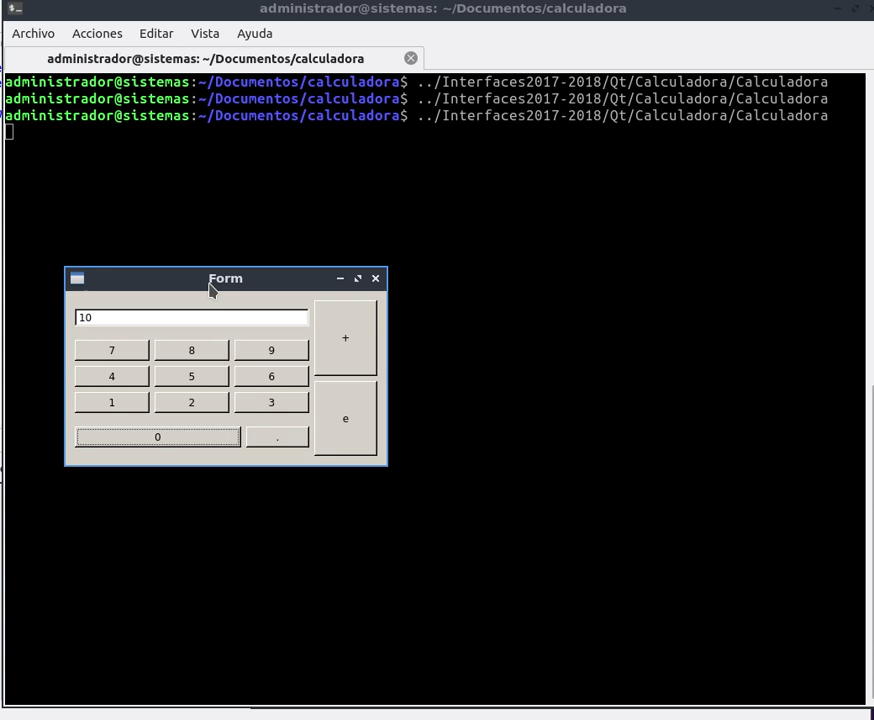 administrador@sistemas: ~/Documentos/calculadora
Archivo Acciones Editar Vista Ayuda
administrador@sistemas: ~/Documentos/calculadora
administrador@sistemas:~/Documentos/calculadora$ ../Interfaces2017-2018/Qt/Calculadora/Calculadora
administrador@sistemas:~/Documentos/calculadora$ ../Interfaces2017-2018/Qt/Calculadora/Calculadora
administrador@sistemas:~/Documentos/calculadora$ ../Interfaces2017-2018/Qt/Calculadora/Calculadora
Form
10
+
7 8 9
4 5 6
1 2 3
e
0 .